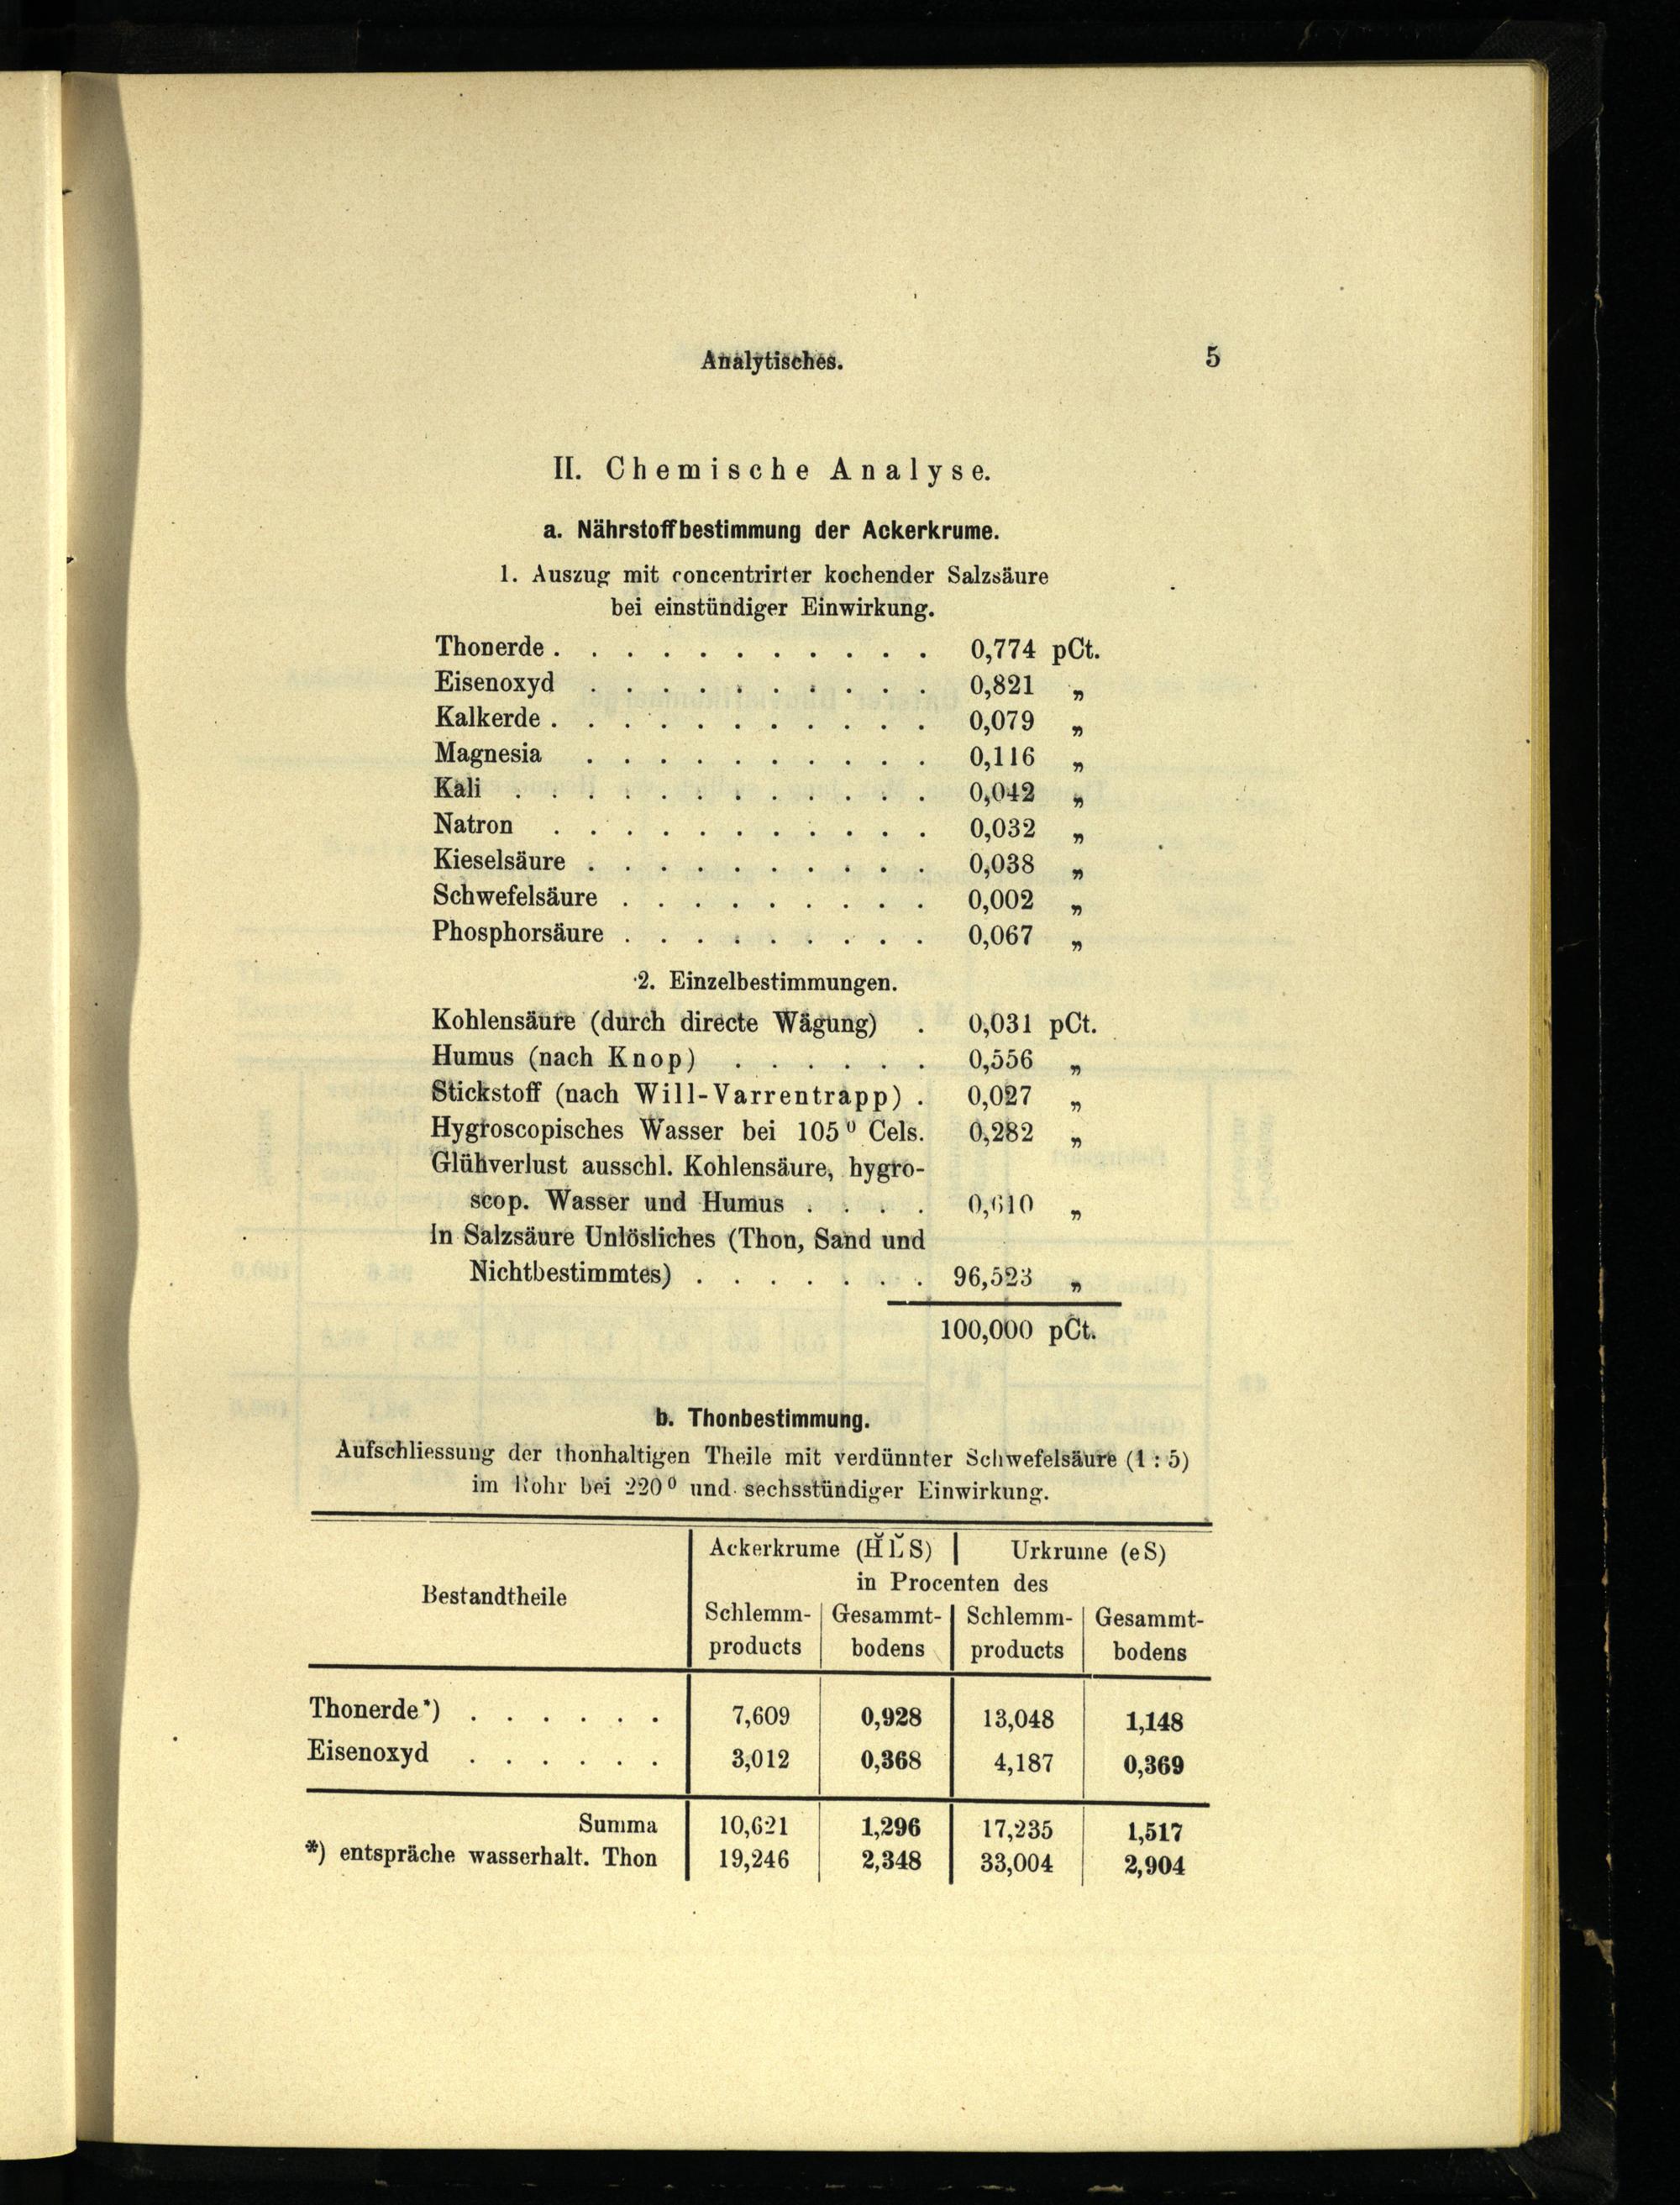 Analytisches. 5
II. Chemische Analyse.
a. Nährstoffbestimmung der Ackerkrume.
1. Auszug mit concentrirter kochender Salzsäure
bei einstündiger Einwirkung.
Thonerde . . . . . . . . . . . 0,774 pCt.
Eisenoxyd . . . . . . . . . . 0,821 „
Kalkerde . . . . . . . . . . . 0,079 „
Magnesia . . . . . . . . . . 0,116 „
Kali . . . . . . . . . . . . 0,042 „
Natron . . . . . . . . . . . 0,032 „
Kieselsäure . . . . . . . . . . 0,038 „
Schwefelsäure . . . . . . . . . 0,002 „
Phosphorsäure . . . . . . . . . 0,067 „
2. Einzelbestimmungen.
Kohlensäure (durch directe Wägung) . 0,031 pCt.
Humus (nach Knop) . . . . . . 0,556 „
Stickstoff (nach Will-Varrentrapp) . 0,027 „
Hygroscopisches Wasser bei 105⁰ Cels. 0,282 „
Glühverlust ausschl. Kohlensäure, hygro-
scop. Wasser und Humus . . . . 0,610 „
In Salzsäure Unlösliches (Thon, Sand und
Nichtbestimmtes) . . . . . . . 96,523 „
100,000 pCt.
b. Thonbestimmung.
Aufschliessung der thonhaltigen Theile mit verdünnter Schwefelsäure (1 : 5)
im Rohr bei 220⁰ und sechsstündiger Einwirkung.
Bestandtheile
Ackerkrume (H̆L̆S) Urkrume (eS)
in Procenten des
Schlemm- Gesammt- Schlemm- Gesammt-
products bodens products bodens
Thonerde*) . . . . . . 7,609 0,928 13,048 1,148
Eisenoxyd . . . . . . 3,012 0,368 4,187 0,369
Summa 10,621 1,296 17,235 1,517
*) entspräche wasserhalt. Thon 19,246 2,348 33,004 2,904